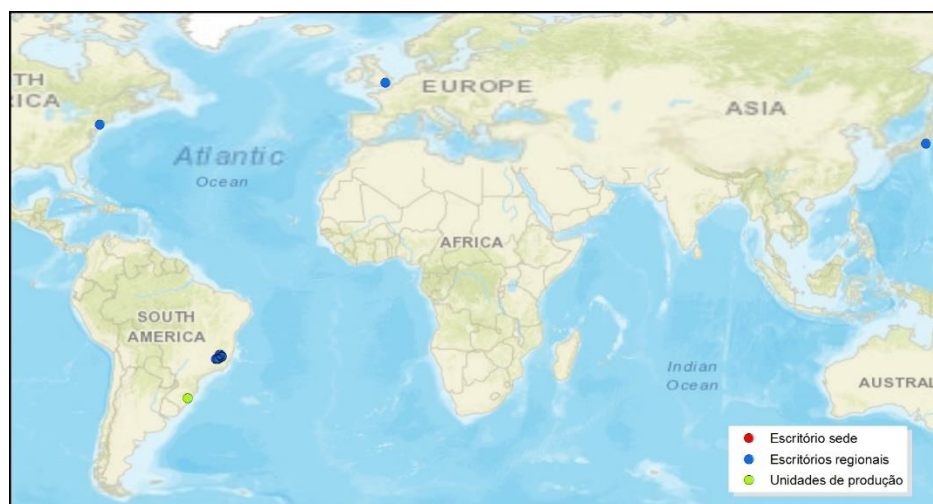 TH
RICA
EUROPE
ASIA
Atlantic
Ocean
AFRICA
SOUTH
AMERICA
Indian
Ocean
AUSTRAL
Escritório sede
Escritórios regionais
Unidades de produção